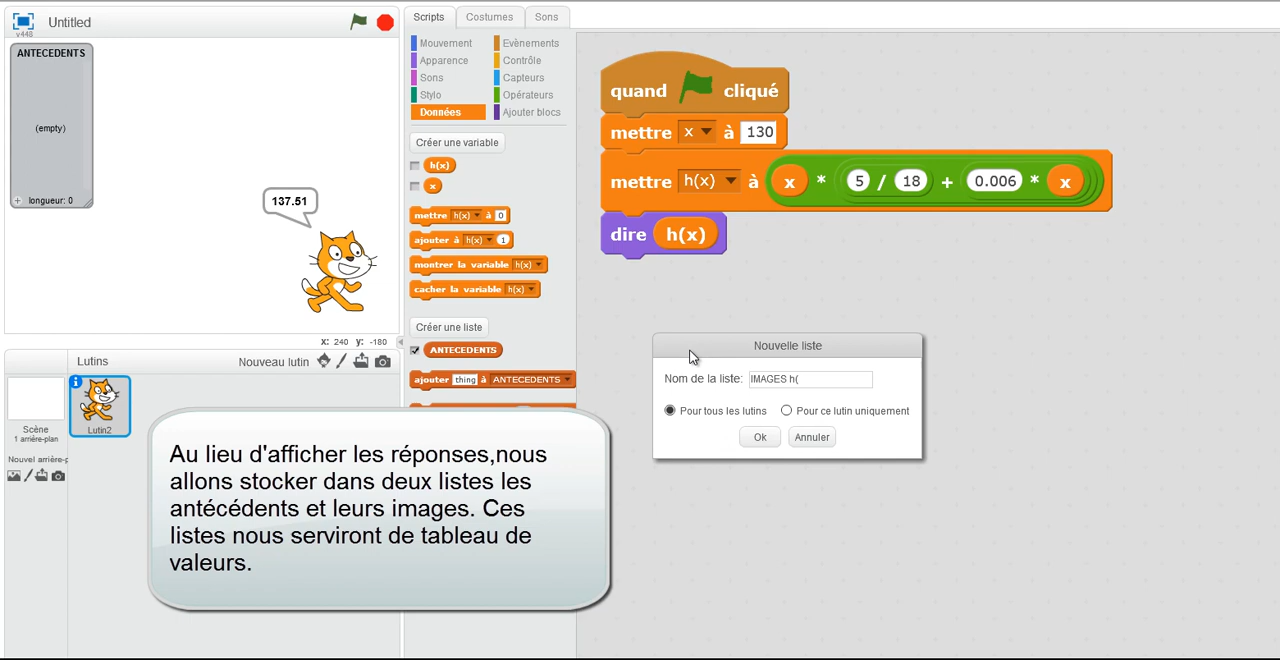 Untitled
v448
ANTECEDENTS
(empty)
+ longueur: 0
137.51
x: 240 y: -180
Lutins
Nouveau lutin
Scène
1 arrière-plan
Nouvel arrière-p
Lutin2
Scripts Costumes Sons
Mouvement Evènements
Apparence Contrôle
Sons Capteurs
Stylo Opérateurs
Données Ajouter blocs
Créer une variable
h(x)
x
mettre h(x) à 0
ajouter à h(x) 1
montrer la variable h(x)
cacher la variable h(x)
Créer une liste
ANTECEDENTS
ajouter thing à ANTECEDENTS
quand cliqué
mettre x à 130
mettre h(x) à x * 5 / 18 + 0.006 * x
dire h(x)
Nouvelle liste
Nom de la liste: IMAGES h(
Pour tous les lutins Pour ce lutin uniquement
Ok Annuler
Au lieu d'afficher les réponses,nous
allons stocker dans deux listes les
antécédents et leurs images. Ces
listes nous serviront de tableau de
valeurs.